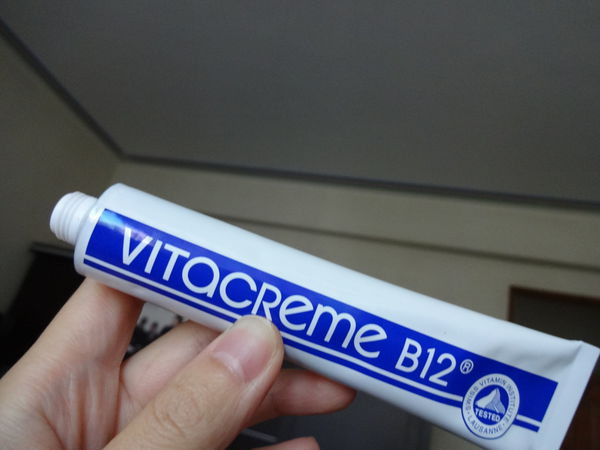 VITACREME B12®
SWISS VITAMIN INSTITUTE
TESTED
LAUSANNE